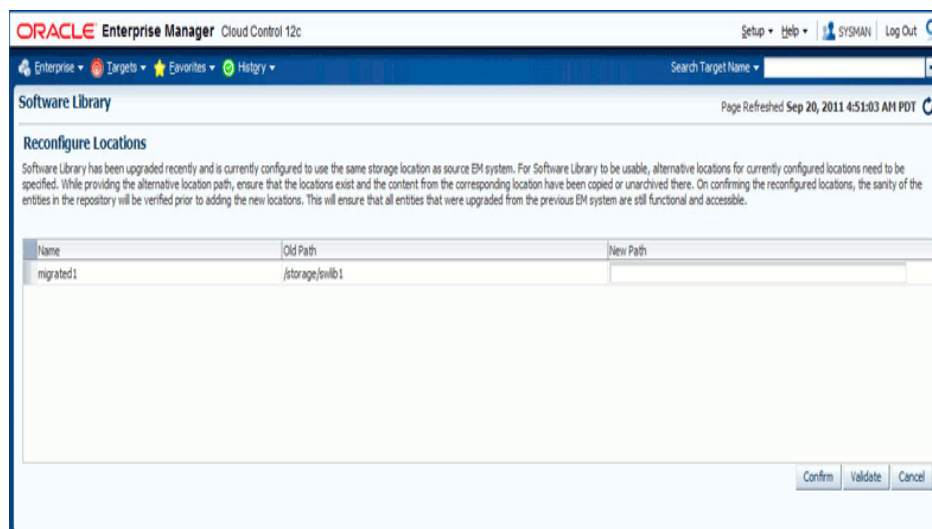 ORACLE Enterprise Manager Cloud Control 12c
Setup Help SYSMAN Log Out
Enterprise Targets Favorites History
Search Target Name
Software Library
Page Refreshed Sep 20, 2011 4:51:03 AM PDT
Reconfigure Locations
Software Library has been upgraded recently and is currently configured to use the same storage location as source EM system. For Software Library to be usable, alternative locations for currently configured locations need to be
specified. While providing the alternative location path, ensure that the locations exist and the content from the corresponding location have been copied or unarchived there. On confirming the reconfigured locations, the sanity of the
entities in the repository will be verified prior to adding the new locations. This will ensure that all entities that were upgraded from the previous EM system are still functional and accessible.
Name Old Path New Path
migrated1 /storage/swlib1
Confirm Validate Cancel